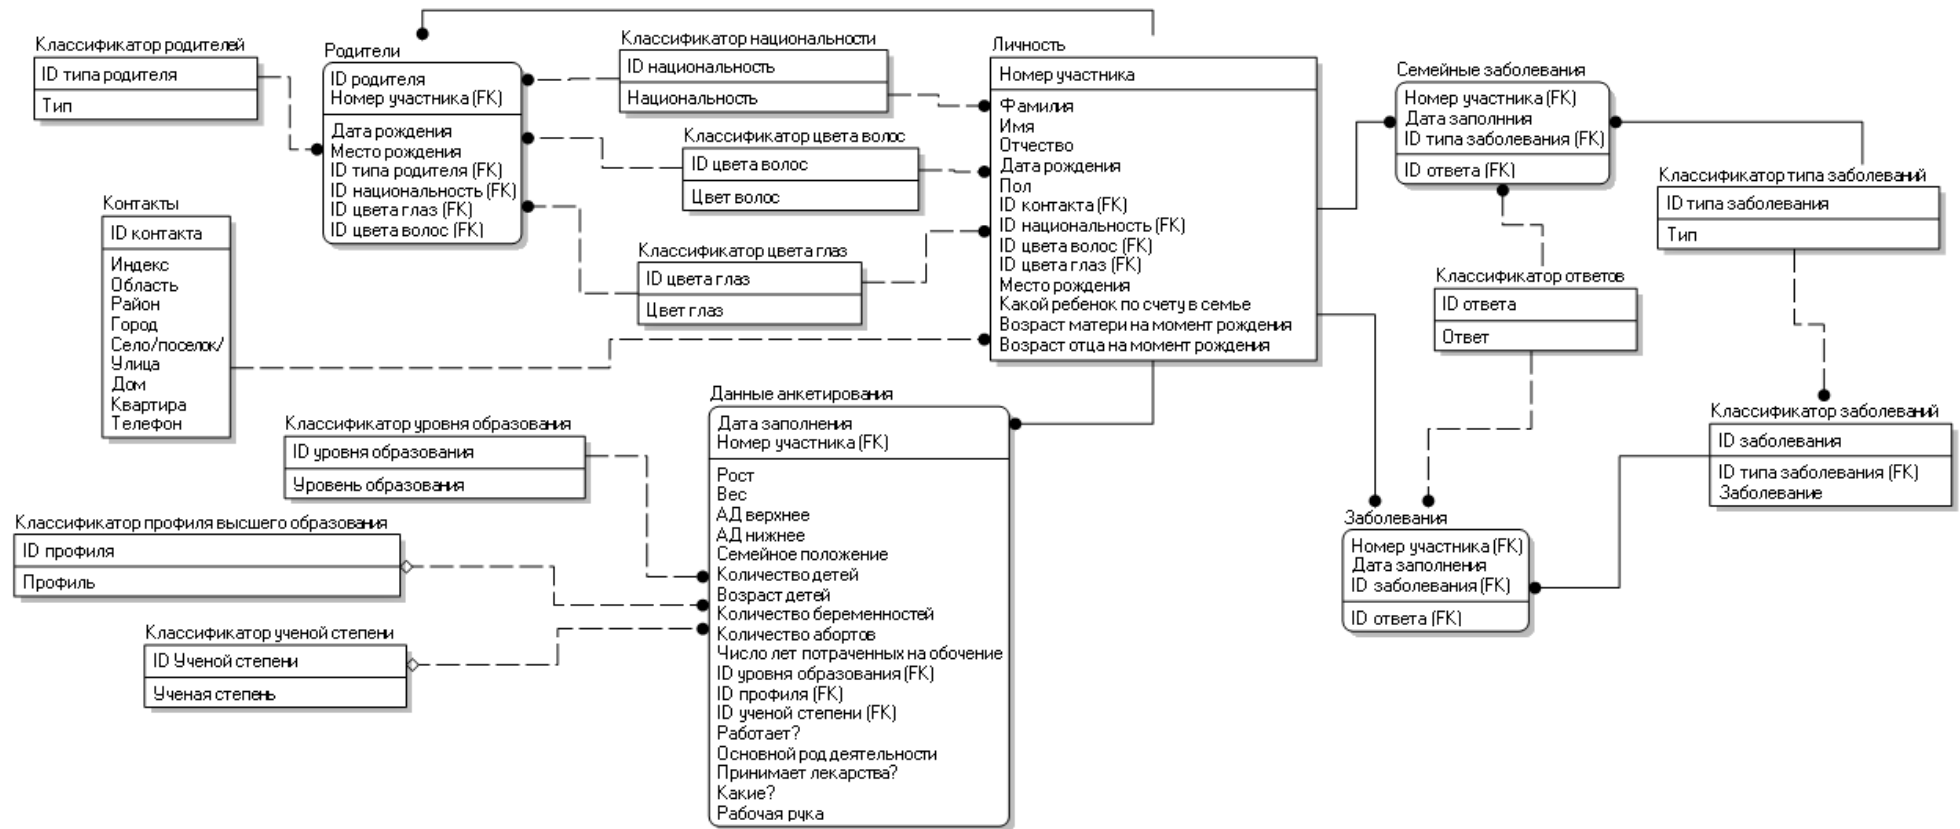 Классификатор родителей
ID типа родителя
Тип
Родители
ID родителя
Номер участника (FK)
Дата рождения
Место рождения
ID типа родителя (FK)
ID национальность (FK)
ID цвета глаз (FK)
ID цвета волос (FK)
Классификатор национальности
ID национальность
Национальность
Классификатор цвета волос
ID цвета волос
Цвет волос
Классификатор цвета глаз
ID цвета глаз
Цвет глаз
Личность
Номер участника
Фамилия
Имя
Отчество
Дата рождения
Пол
ID контакта (FK)
ID национальность (FK)
ID цвета волос (FK)
ID цвета глаз (FK)
Место рождения
Какой ребенок по счету в семье
Возраст матери на момент рождения
Возраст отца на момент рождения
Семейные заболевания
Номер участника (FK)
Дата заполнния
ID типа заболевания (FK)
ID ответа (FK)
Классификатор типа заболеваний
ID типа заболевания
Тип
Контакты
ID контакта
Индекс
Область
Район
Город
Село/поселок/
Улица
Дом
Квартира
Телефон
Классификатор ответов
ID ответа
Ответ
Классификатор заболеваний
ID заболевания
ID типа заболевания (FK)
Заболевание
Заболевания
Номер участника (FK)
Дата заполнения
ID заболевания (FK)
ID ответа (FK)
Данные анкетирования
Дата заполнения
Номер участника (FK)
Рост
Вес
АД верхнее
АД нижнее
Семейное положение
Количество детей
Возраст детей
Количество беременностей
Количество абортов
Число лет потраченных на обочение
ID уровня образования (FK)
ID профиля (FK)
ID ученой степени (FK)
Работает?
Основной род деятельности
Принимает лекарства?
Какие?
Рабочая рука
Классификатор уровня образования
ID уровня образования
Уровень образования
Классификатор профиля высшего образования
ID профиля
Профиль
Классификатор ученой степени
ID Ученой степени
Ученая степень